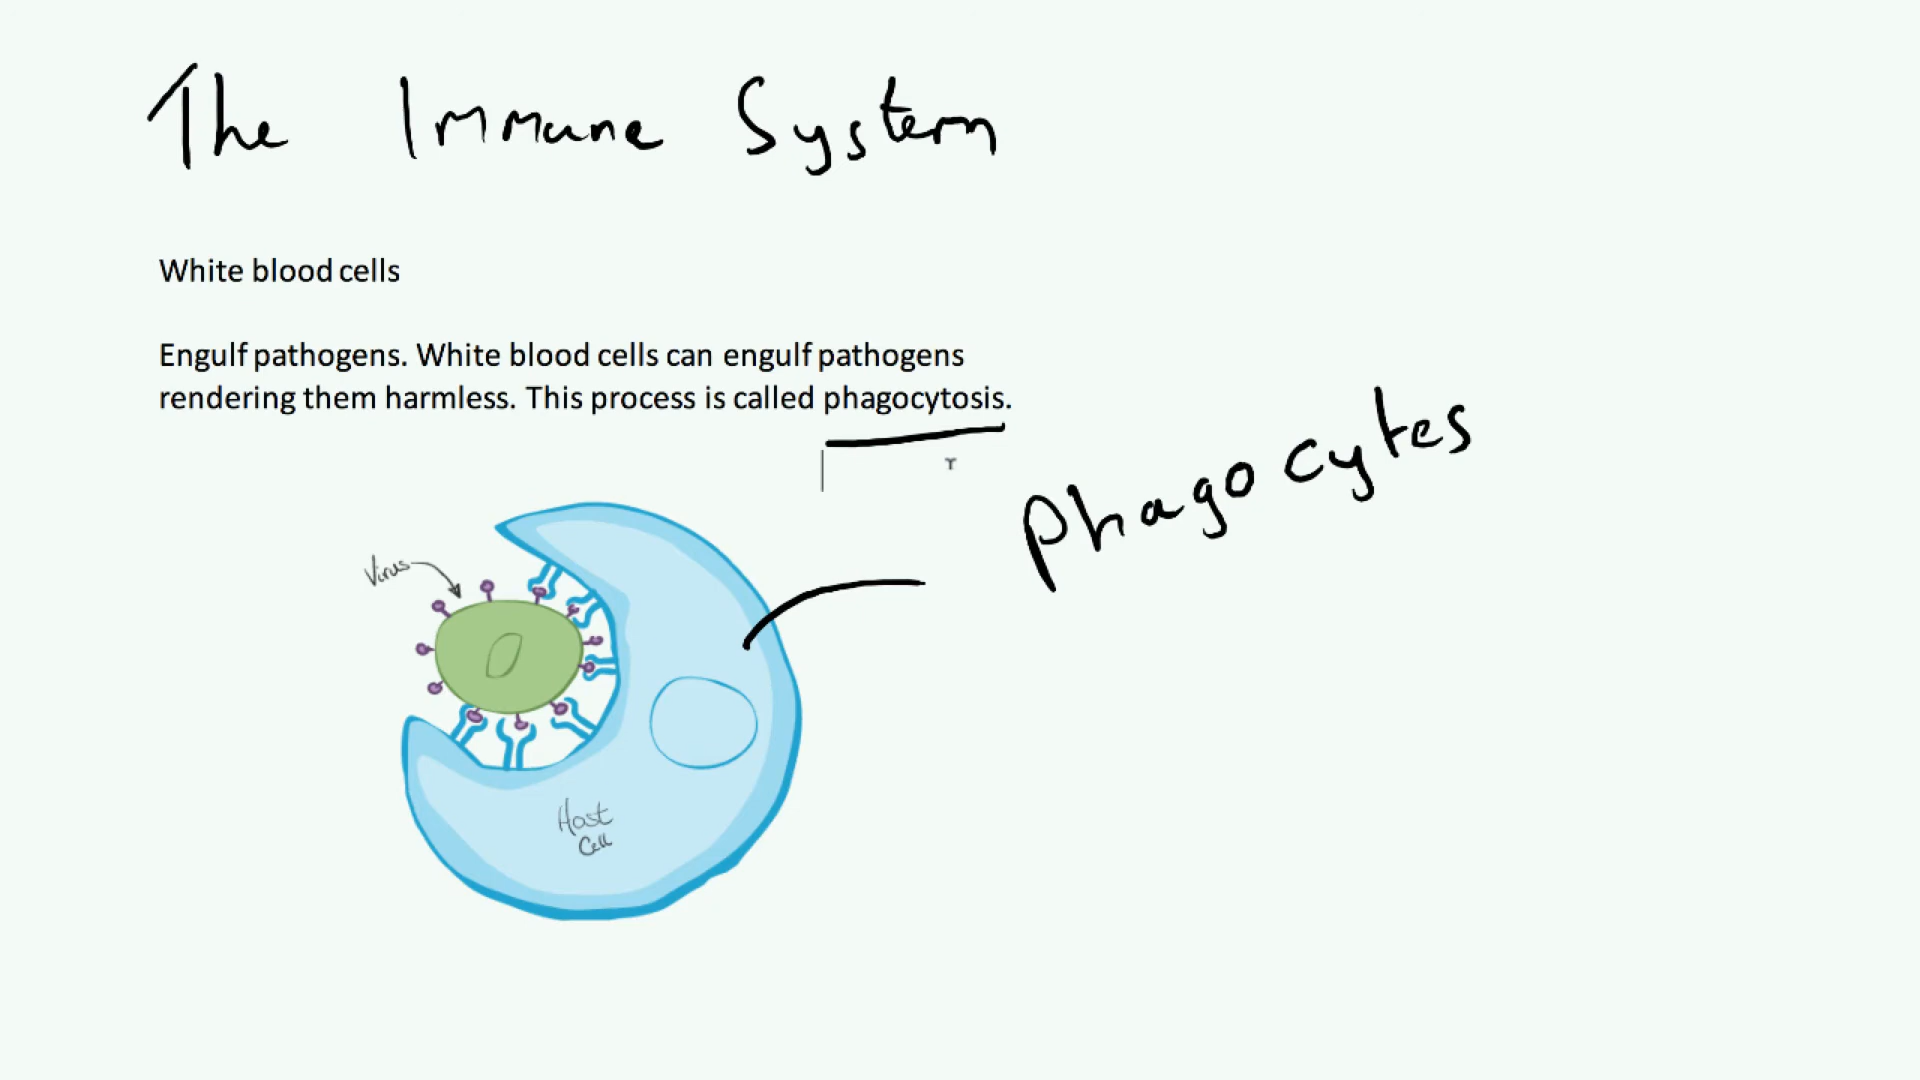 The Immune System
White blood cells
Engulf pathogens. White blood cells can engulf pathogens
rendering them harmless. This process is called phagocytosis.
Phagocytes
Virus
Host
Cell